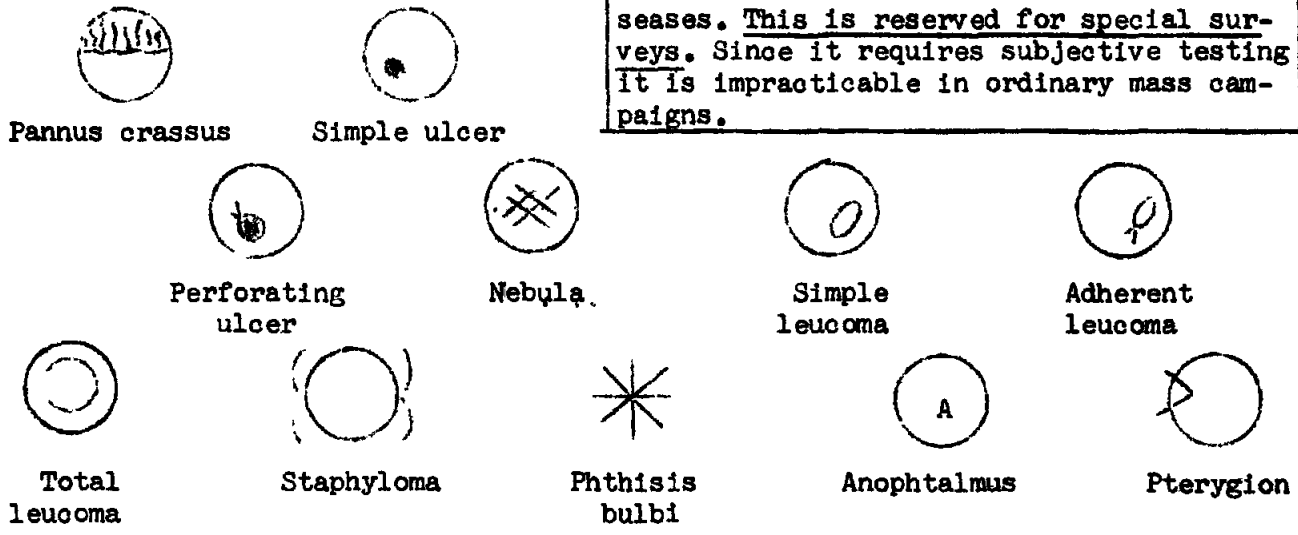 seases. This is reserved for special sur-
veys. Since it requires subjective testing
it is impracticable in ordinary mass cam-
paigns.
Pannus crassus Simple ulcer
Perforating
ulcer
Nebula.
Simple
leucoma
Adherent
leucoma
A
Total
leucoma
Staphyloma
Phthisis
bulbi
Anophtalmus
Pterygion